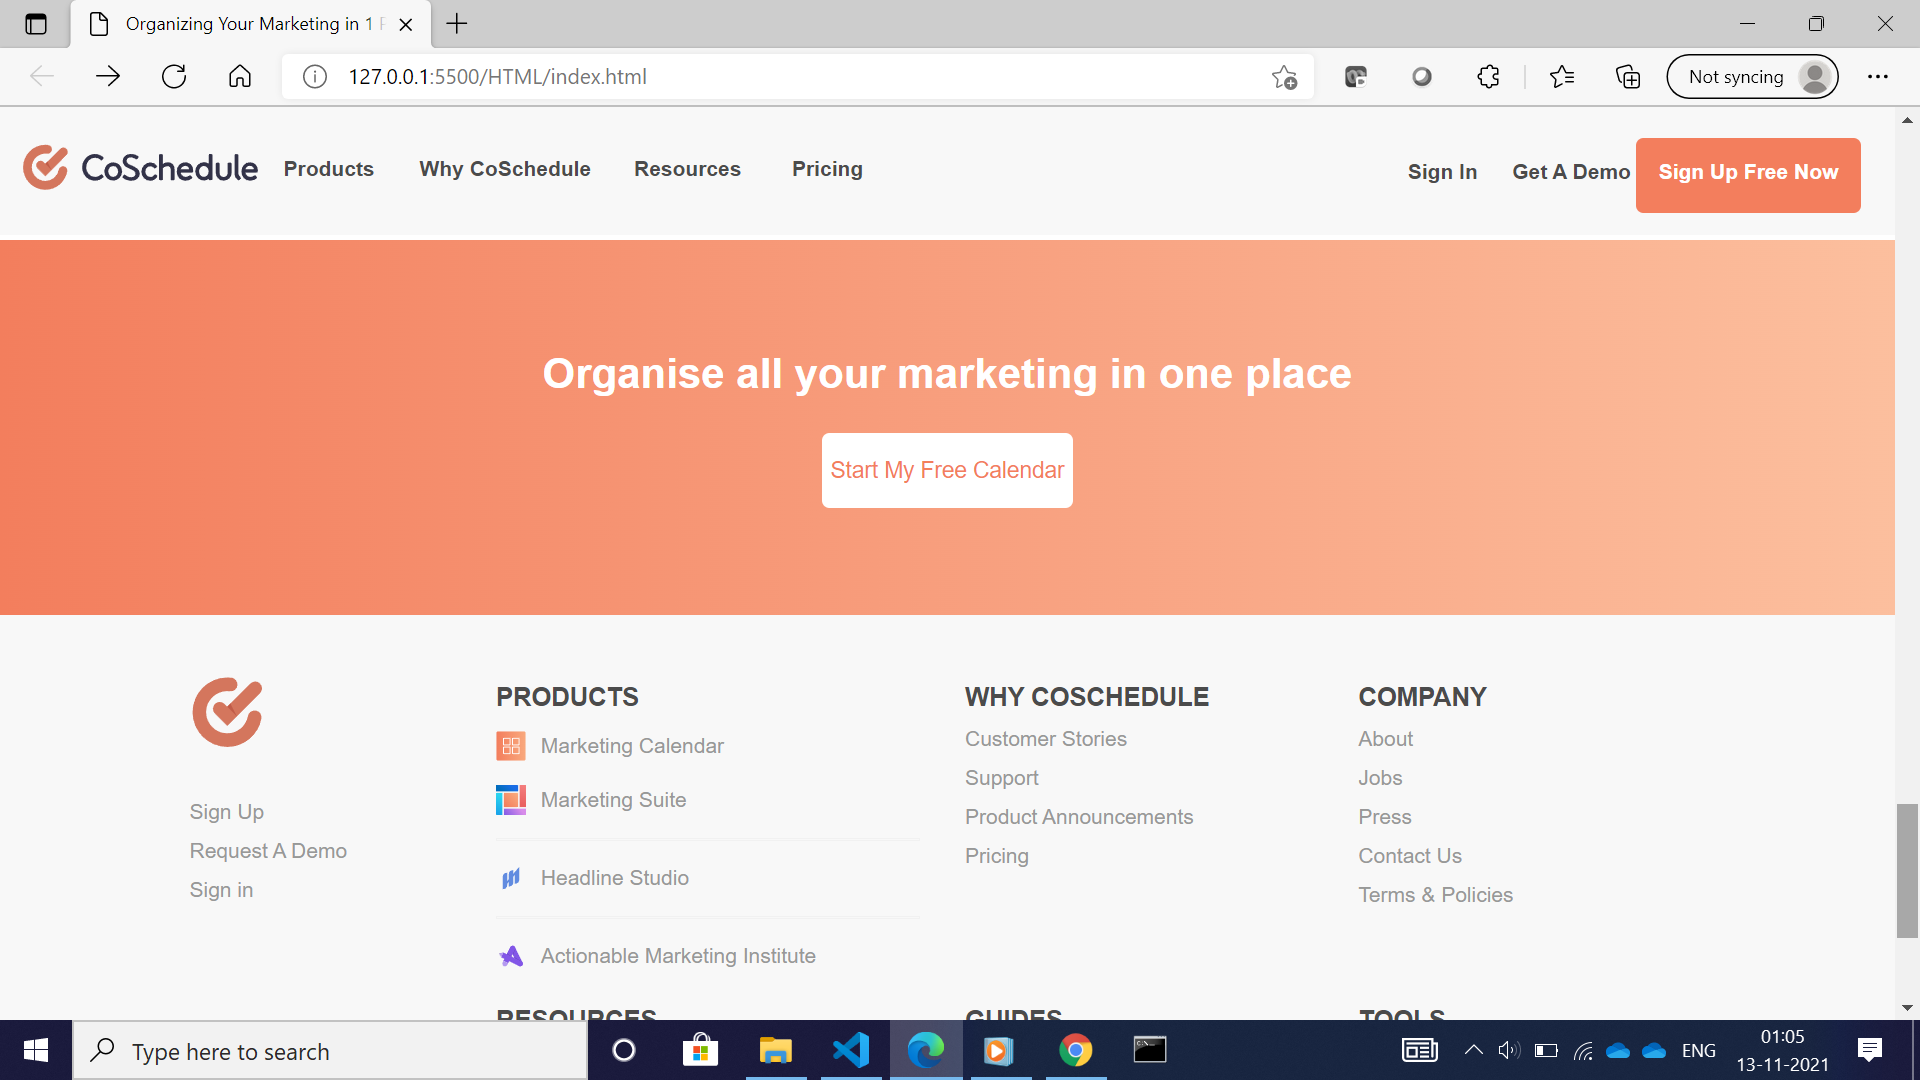 Organizing Your Marketing in 1
127.0.0.1:5500/HTML/index.html
Not syncing
CoSchedule Products Why CoSchedule Resources Pricing Sign In Get A Demo Sign Up Free Now
Organise all your marketing in one place
Start My Free Calendar
Sign Up
Request A Demo
Sign in
PRODUCTS
Marketing Calendar
Marketing Suite
Headline Studio
Actionable Marketing Institute
WHY COSCHEDULE
Customer Stories
Support
Product Announcements
Pricing
COMPANY
About
Jobs
Press
Contact Us
Terms & Policies
RESOURCES GUIDES TOOLS
Type here to search
ENG
01:05
13-11-2021